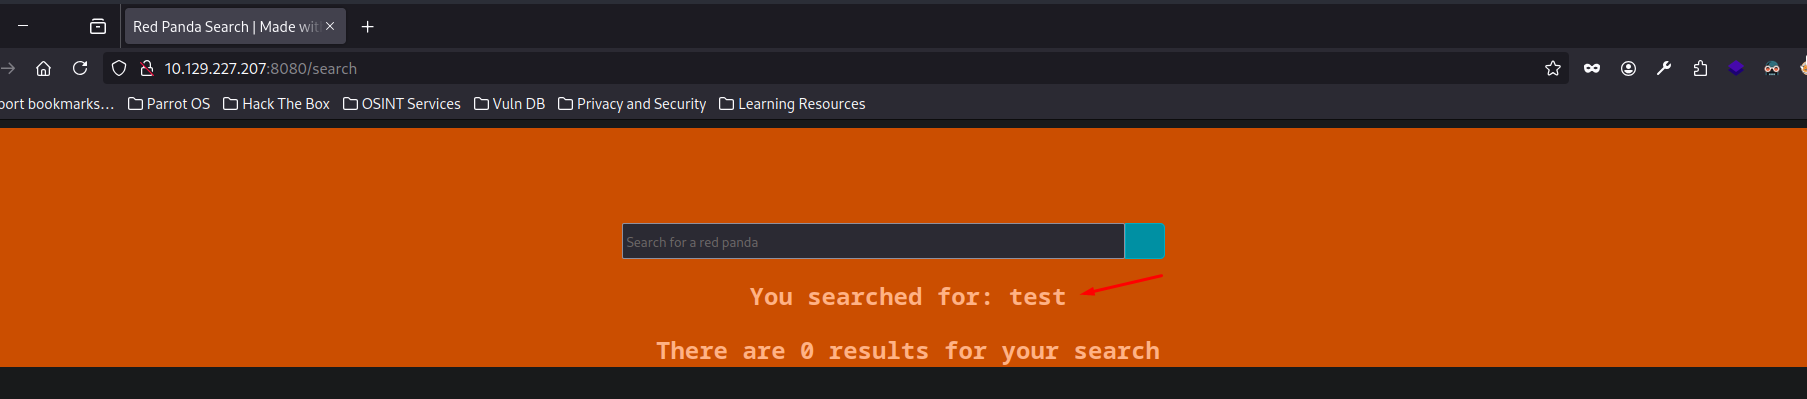 Red Panda Search | Made with
10.129.227.207:8080/search
port bookmarks... Parrot OS Hack The Box OSINT Services Vuln DB Privacy and Security Learning Resources
Search for a red panda
You searched for: test
There are 0 results for your search